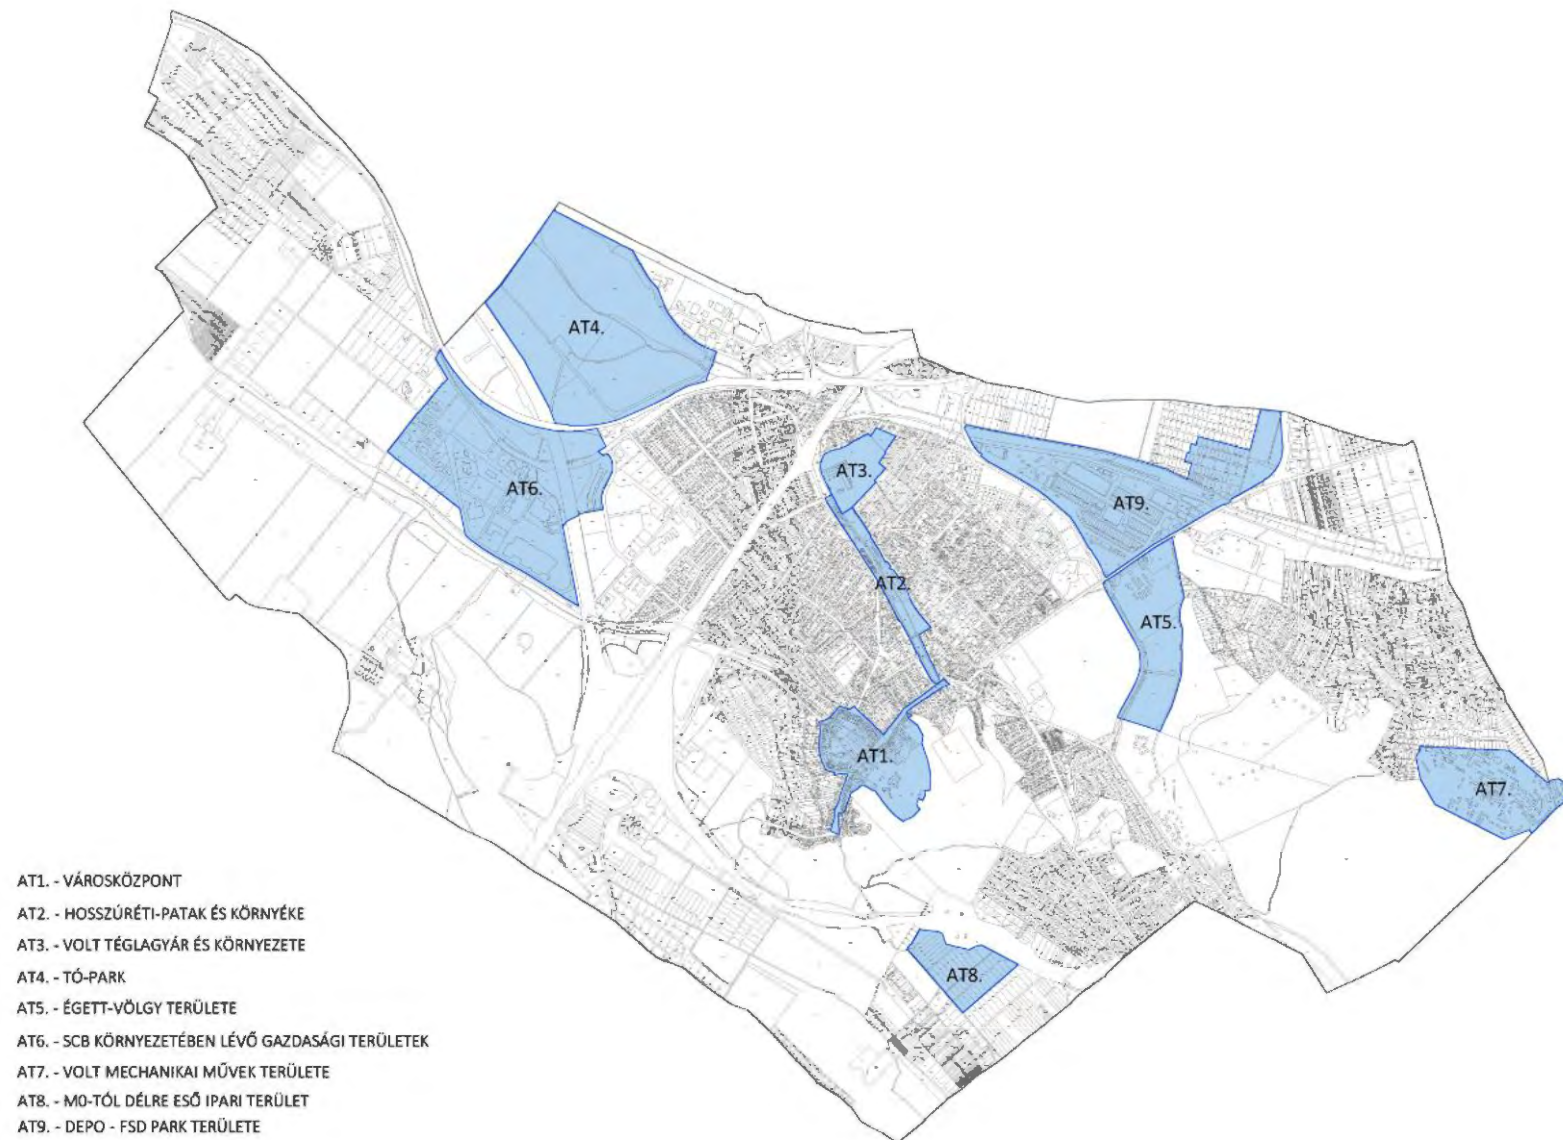 AT4.
AT6.
AT3.
AT9.
AT2.
AT5.
AT1.
AT7.
AT8.
AT1. - VÁROSKÖZPONT
AT2. - HOSSZÚRÉTI-PATAK ÉS KÖRNYÉKE
AT3. - VOLT TÉGLAGYÁR ÉS KÖRNYEZETE
AT4. - TÓ-PARK
AT5. - ÉGETT-VÖLGY TERÜLETE
AT6. - SCB KÖRNYEZETÉBEN LÉVŐ GAZDASÁGI TERÜLETEK
AT7. - VOLT MECHANIKAI MŰVEK TERÜLETE
AT8. - M0-TÓL DÉLRE ESŐ IPARI TERÜLET
AT9. - DEPO - FSD PARK TERÜLETE